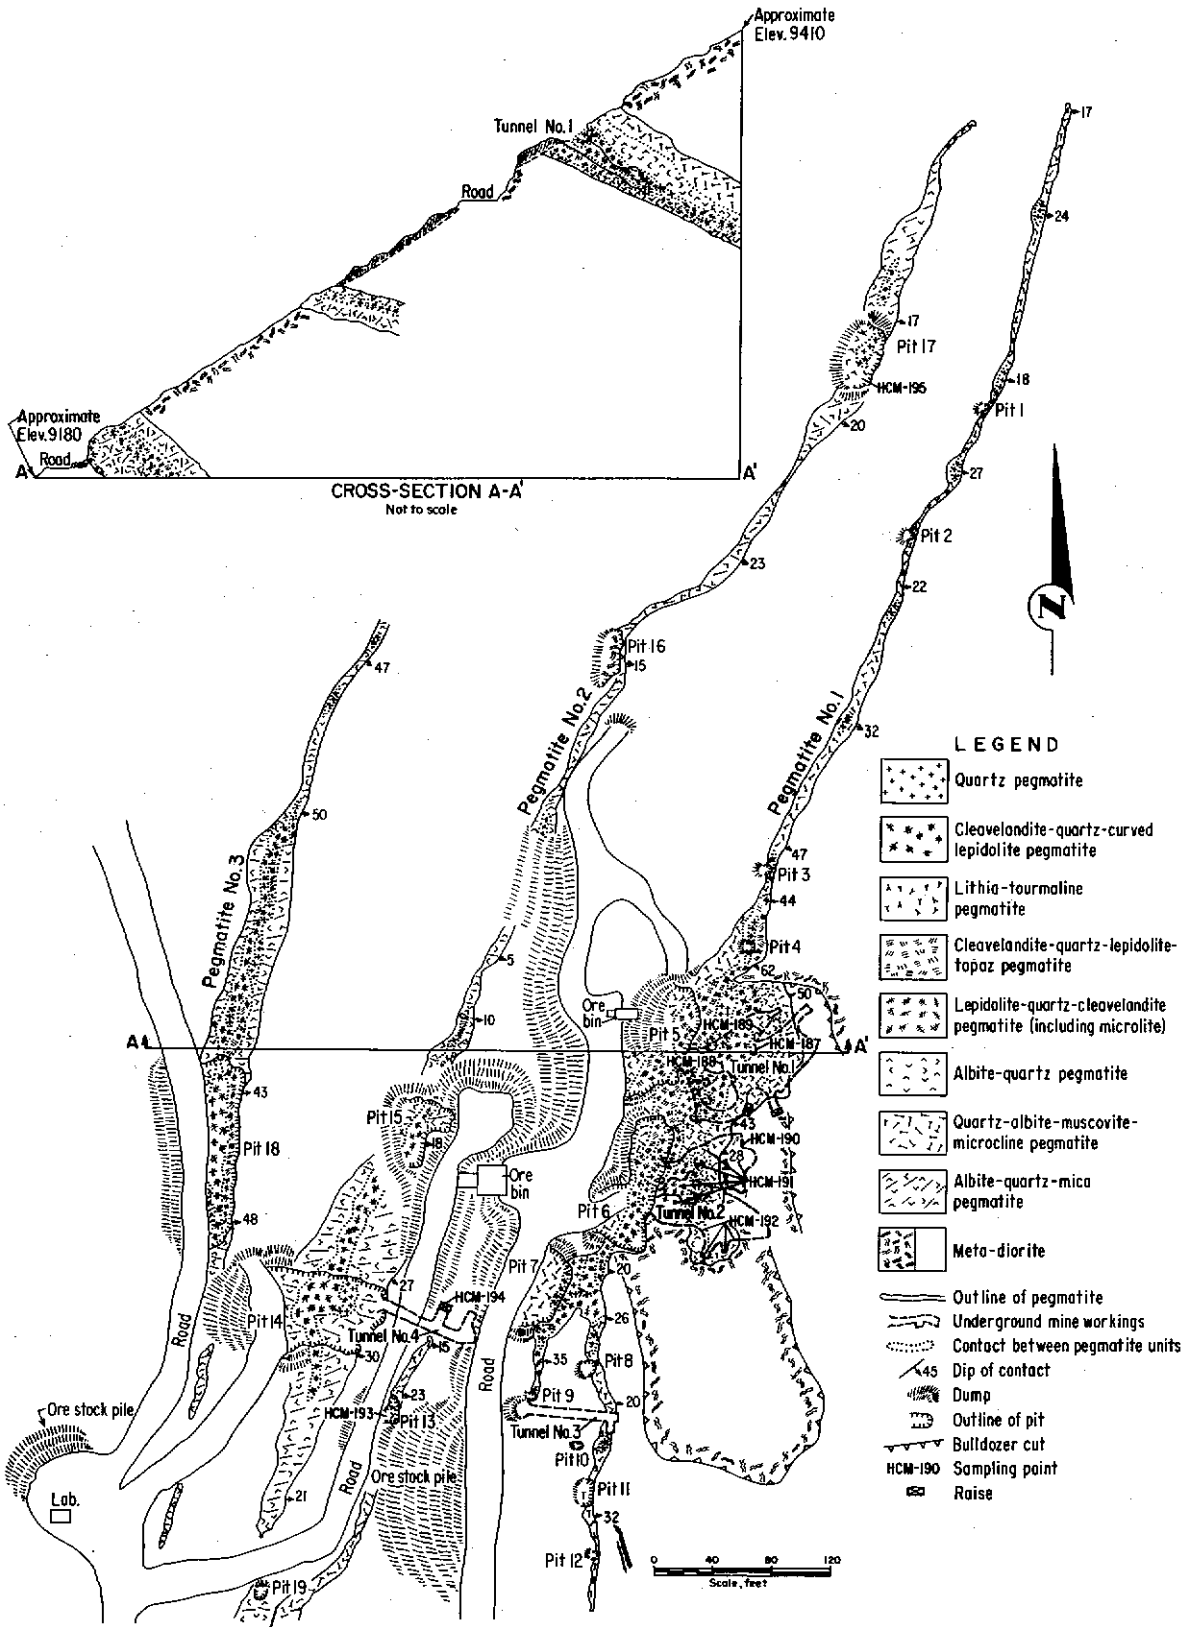 Approximate
Elev. 9410
Tunnel No. 1
Road
Approximate
Elev. 9180
Road
A
A'
CROSS-SECTION A-A'
Not to scale
17
24
17
Pit 17
HCM-195
20
18
Pit 1
27
Pit 2
22
23
N
Pit 16
15
47
Pegmatite No. 2
Pegmatite No. 1
32
50
Pegmatite No. 3
47
Pit 3
44
Pit 4
62
50
5
10
Ore
bin
Pit 5
HCM-189
HCM-187
HCM-188
Tunnel No. 1
A
A'
43
Pit 15
18
Pit 18
43
HCM-190
28
HCM-191
Ore
bin
Tunnel No. 2
HCM-192
Pit 6
48
Pit 7
20
27
HCM-194
26
Pit 14
Tunnel No. 4
15
30
35
Pit 8
Road
Road
23
HCM-193
Pit 13
Pit 9
20
Tunnel No. 3
Pit 10
Ore stock pile
Ore stock pile
Road
Lab.
21
Pit 11
32
Pit 12
Pit 19
0 40 80 120
Scale, feet
LEGEND
Quartz pegmatite
Cleavelandite-quartz-curved
lepidolite pegmatite
Lithia-tourmaline
pegmatite
Cleavelandite-quartz-lepidolite-
topaz pegmatite
Lepidolite-quartz-cleavelandite
pegmatite (including microlite)
Albite-quartz pegmatite
Quartz-albite-muscovite-
microcline pegmatite
Albite-quartz-mica
pegmatite
Meta-diorite
Outline of pegmatite
Underground mine workings
Contact between pegmatite units
45 Dip of contact
Dump
Outline of pit
Bulldozer cut
HCM-190 Sampling point
Raise